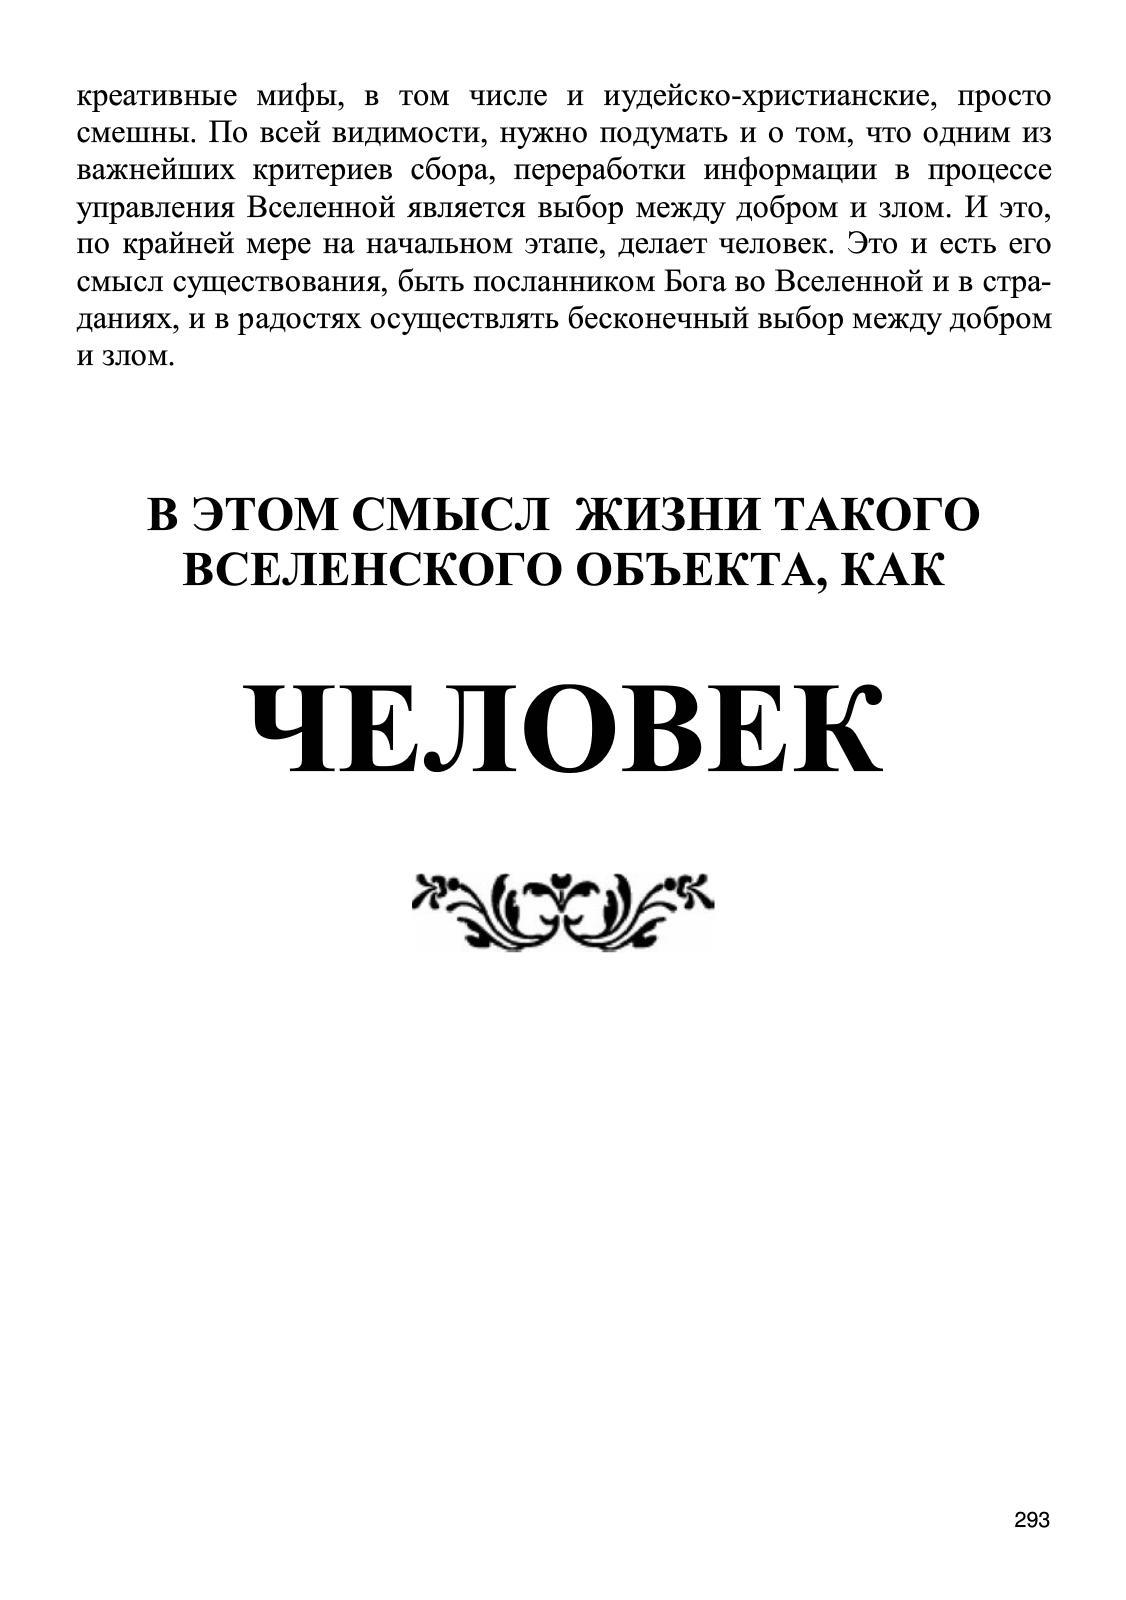 креативные мифы, в том числе и иудейско-христианские, просто
смешны. По всей видимости, нужно подумать и о том, что одним из
важнейших критериев сбора, переработки информации в процессе
управления Вселенной является выбор между добром и злом. И это,
по крайней мере на начальном этапе, делает человек. Это и есть его
смысл существования, быть посланником Бога во Вселенной и в стра-
даниях, и в радостях осуществлять бесконечный выбор между добром
и злом.
В ЭТОМ СМЫСЛ  ЖИЗНИ ТАКОГО
ВСЕЛЕНСКОГО ОБЪЕКТА, КАК
ЧЕЛОВЕК
293